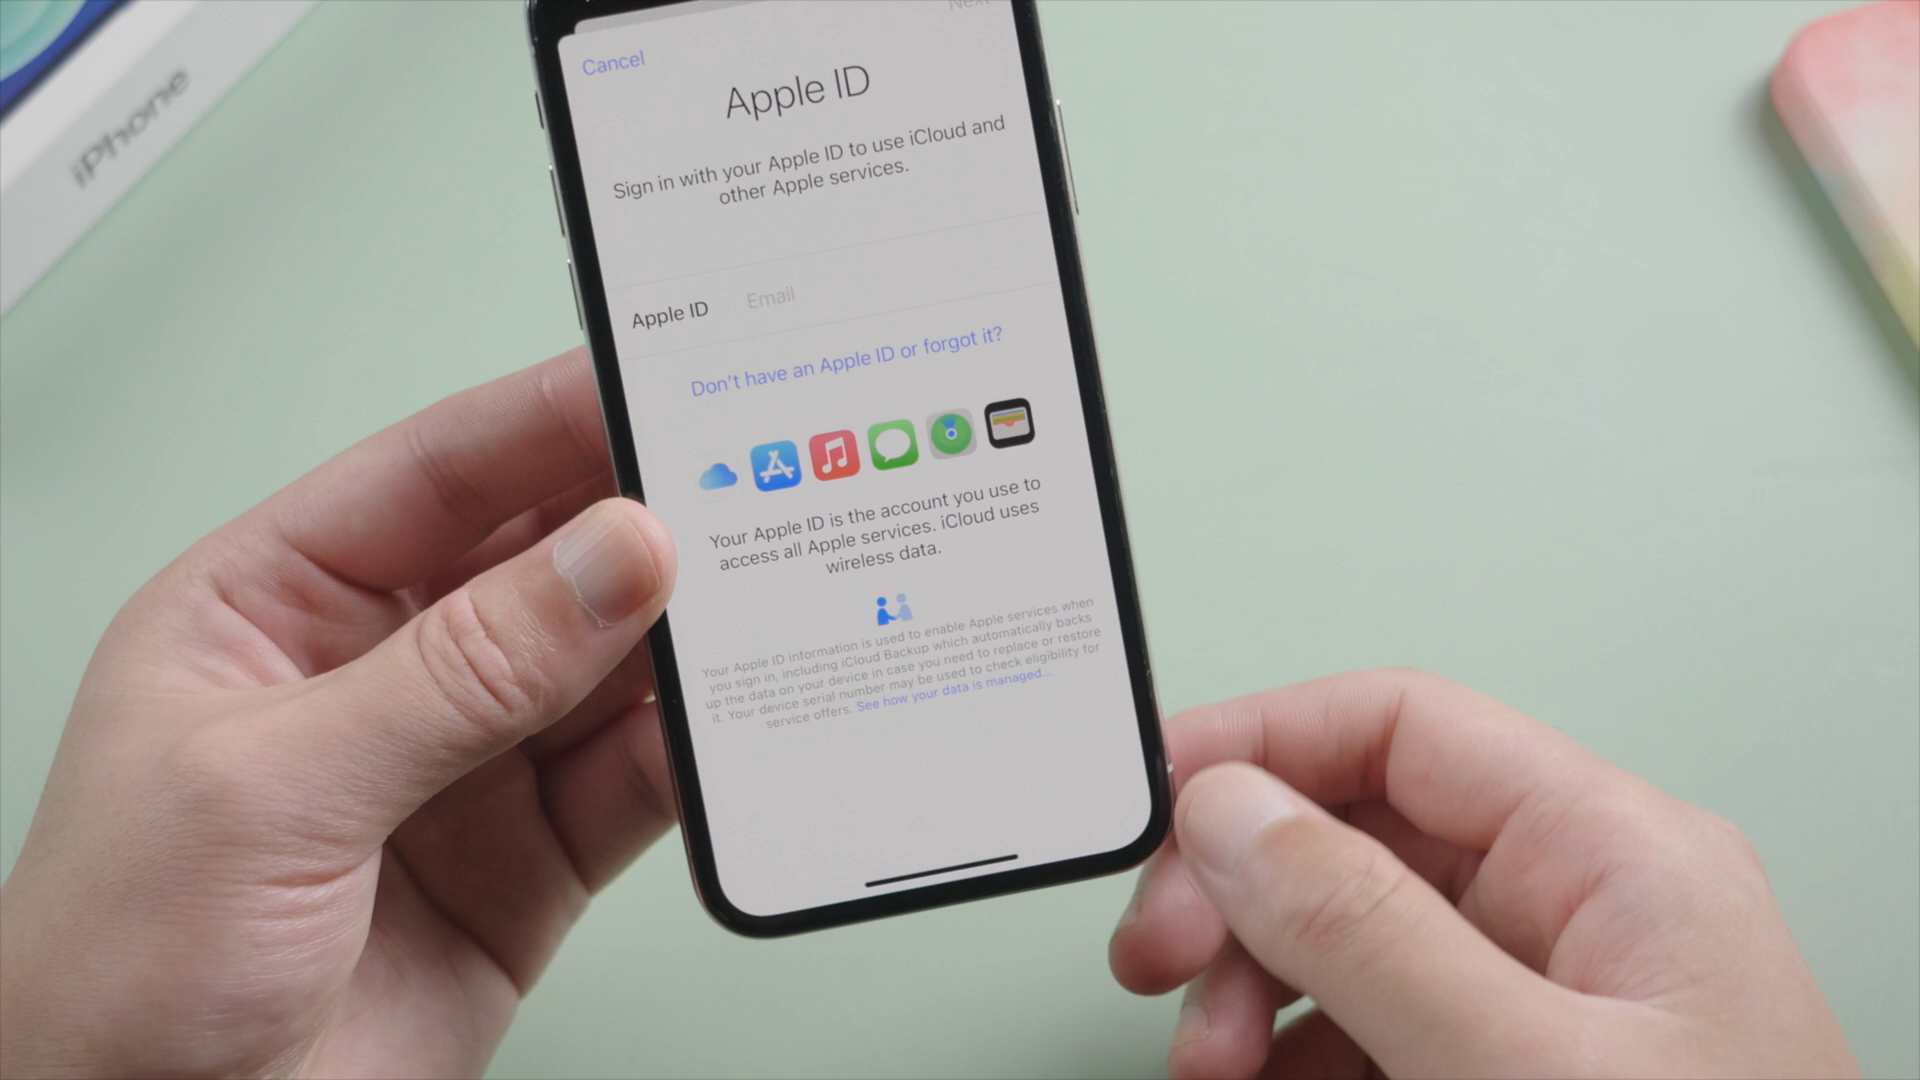 iPhone
Cancel
Next
Apple ID
Sign in with your Apple ID to use iCloud and
other Apple services.
Apple ID
Email
Don't have an Apple ID or forgot it?
Your Apple ID is the account you use to
access all Apple services. iCloud uses
wireless data.
Your Apple ID information is used to enable Apple services when
you sign in, including iCloud Backup which automatically backs
up the data on your device in case you need to replace or restore
it. Your device serial number may be used to check eligibility for
service offers. See how your data is managed...